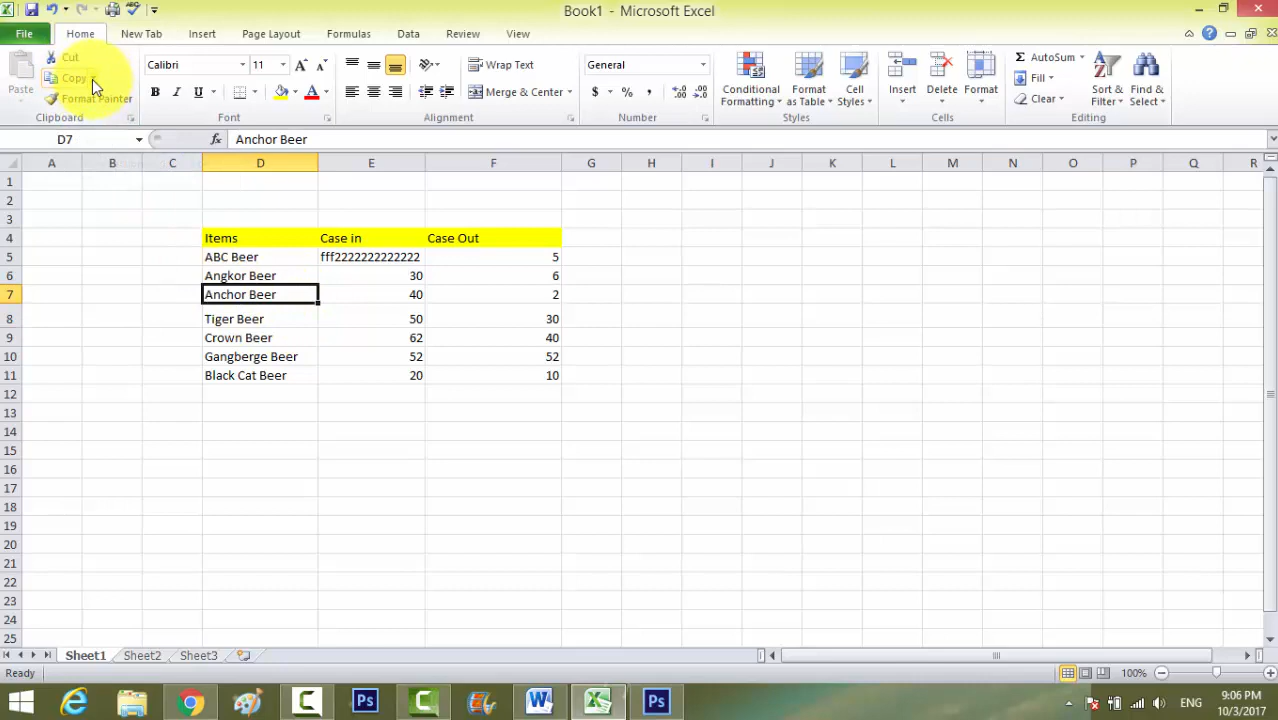 Book1 - Microsoft Excel
File Home New Tab Insert Page Layout Formulas Data Review View
Cut Calibri 11 Wrap Text General AutoSum
Copy Fill
Paste Format Painter Merge & Center $ % , Conditional Formatting Format as Table Cell Styles Insert Delete Format Clear Sort & Filter Find & Select
B I U A
Clipboard Font Alignment Number Styles Cells Editing
D7 fx Anchor Beer
A B C D E F G H I J K L M N O P Q R
1
2
3
4 Items Case in Case Out
5 ABC Beer fff2222222222222 5
6 Angkor Beer 30 6
7 Anchor Beer 40 2
8 Tiger Beer 50 30
9 Crown Beer 62 40
10 Gangberge Beer 52 52
11 Black Cat Beer 20 10
12
13
14
15
16
17
18
19
20
21
22
23
24
25
Sheet1 Sheet2 Sheet3
Ready 100%
ENG 9:06 PM
10/3/2017